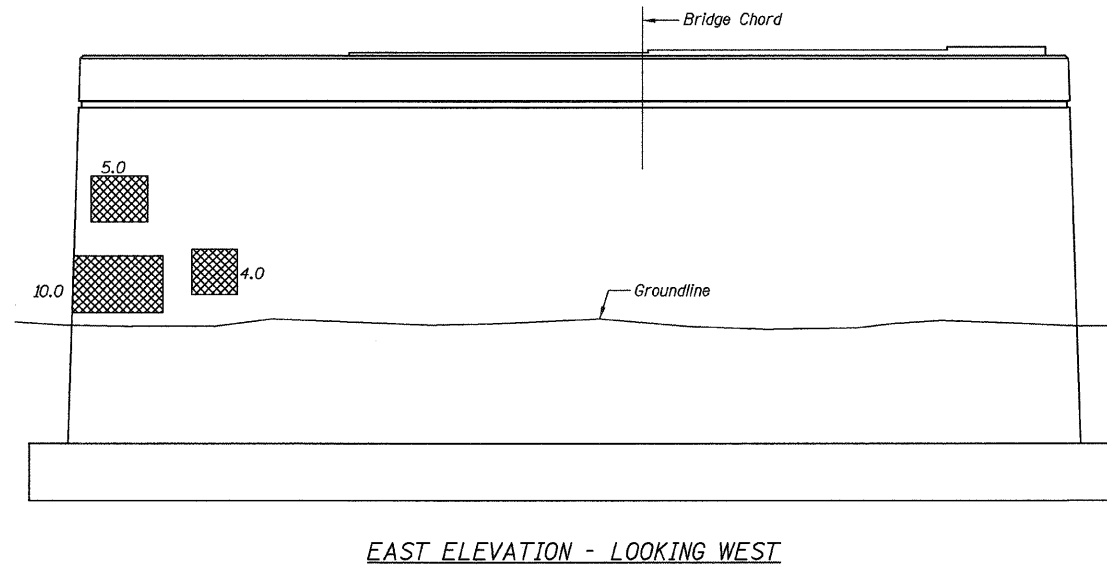 Bridge Chord
5.0
4.0
10.0
Groundline
EAST ELEVATION - LOOKING WEST